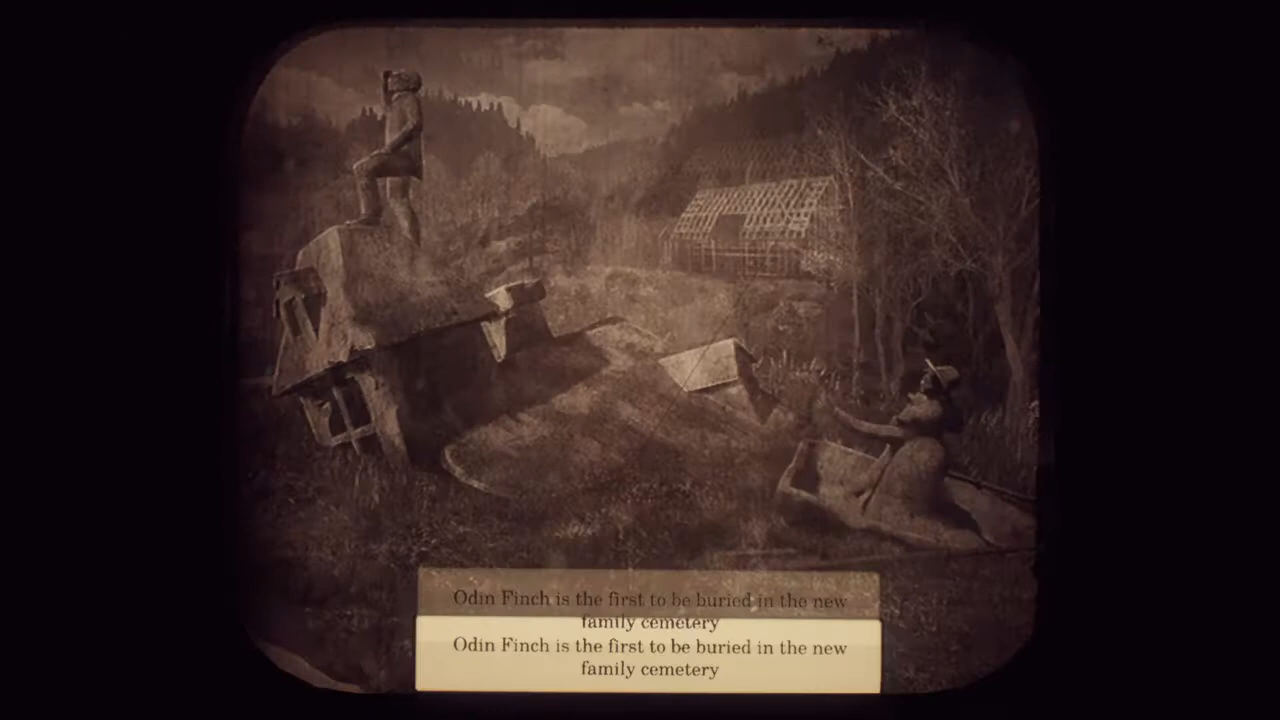 Odin Finch is the first to be buried in the new
family cemetery
Odin Finch is the first to be buried in the new
family cemetery